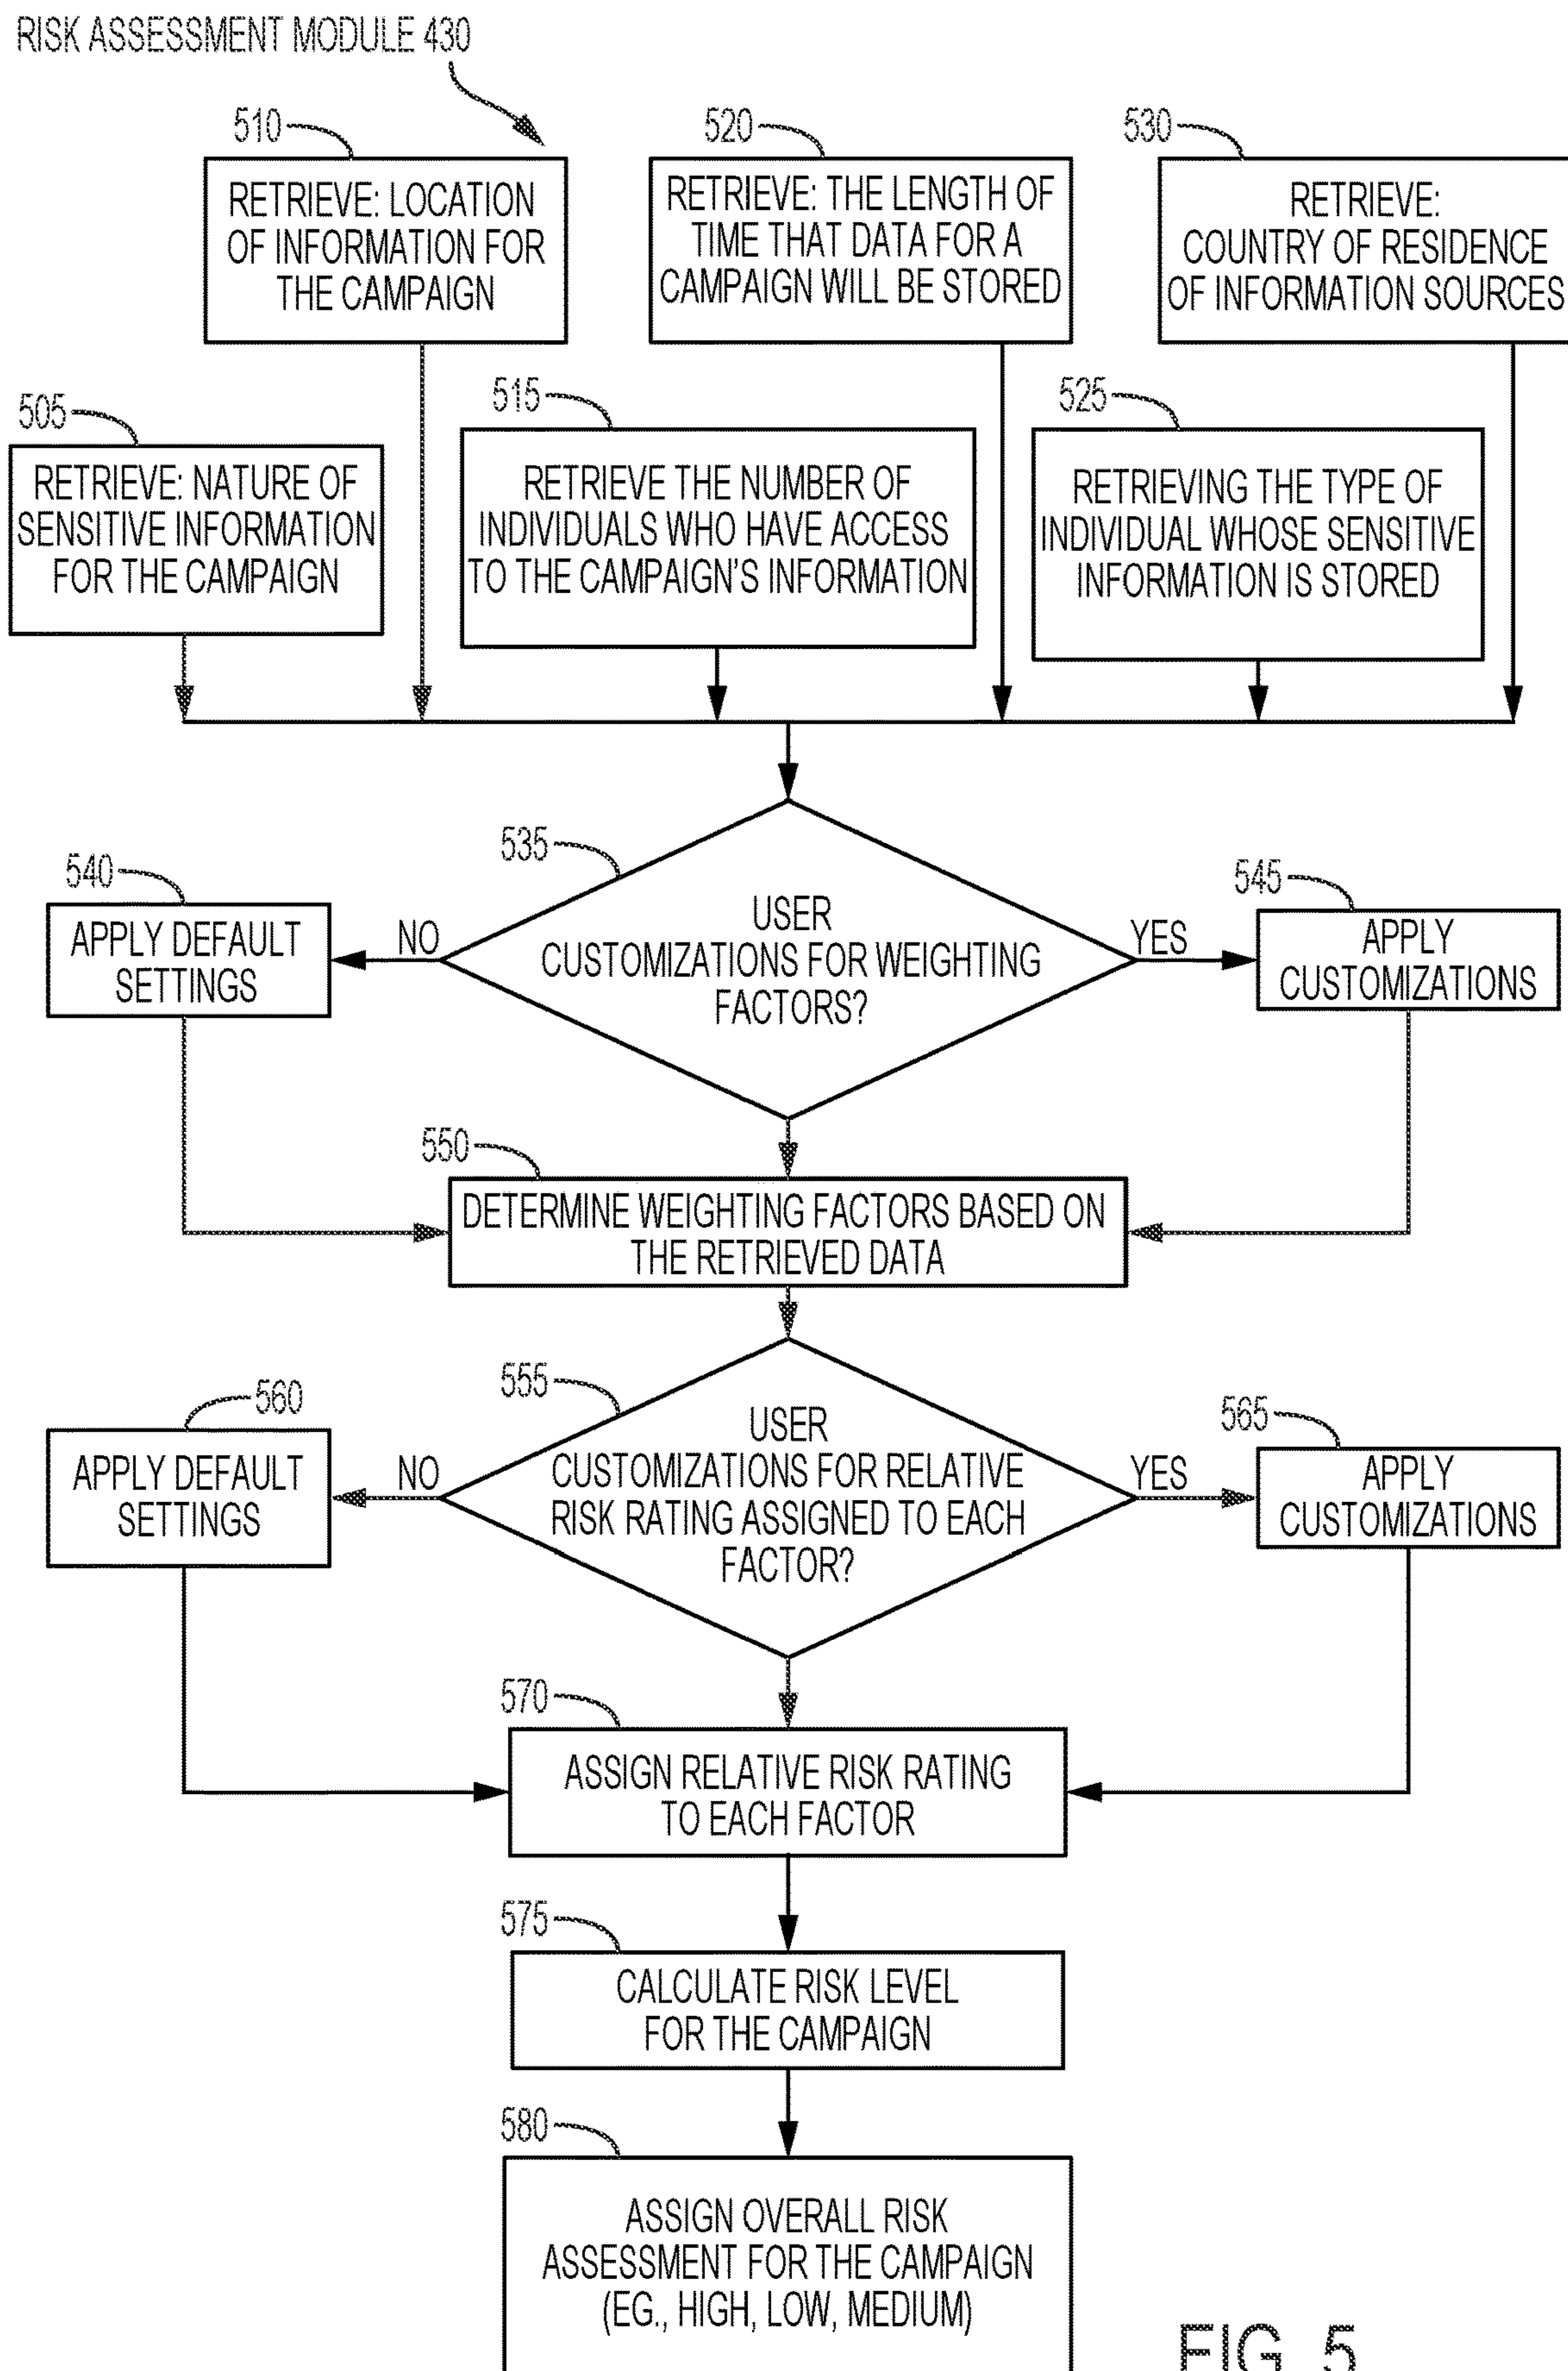 RISK ASSESSMENT MODULE 430
510
RETRIEVE: LOCATION
OF INFORMATION FOR
THE CAMPAIGN
520
RETRIEVE: THE LENGTH OF
TIME THAT DATA FOR A
CAMPAIGN WILL BE STORED
530
RETRIEVE:
COUNTRY OF RESIDENCE
OF INFORMATION SOURCES
505
RETRIEVE: NATURE OF
SENSITIVE INFORMATION
FOR THE CAMPAIGN
515
RETRIEVE THE NUMBER OF
INDIVIDUALS WHO HAVE ACCESS
TO THE CAMPAIGN'S INFORMATION
525
RETRIEVING THE TYPE OF
INDIVIDUAL WHOSE SENSITIVE
INFORMATION IS STORED
535
USER
CUSTOMIZATIONS FOR WEIGHTING
FACTORS?
540
NO
APPLY DEFAULT
SETTINGS
545
YES
APPLY
CUSTOMIZATIONS
550
DETERMINE WEIGHTING FACTORS BASED ON
THE RETRIEVED DATA
555
USER
CUSTOMIZATIONS FOR RELATIVE
RISK RATING ASSIGNED TO EACH
FACTOR?
560
NO
APPLY DEFAULT
SETTINGS
565
YES
APPLY
CUSTOMIZATIONS
570
ASSIGN RELATIVE RISK RATING
TO EACH FACTOR
575
CALCULATE RISK LEVEL
FOR THE CAMPAIGN
580
ASSIGN OVERALL RISK
ASSESSMENT FOR THE CAMPAIGN
(EG., HIGH, LOW, MEDIUM)
FIG. 5